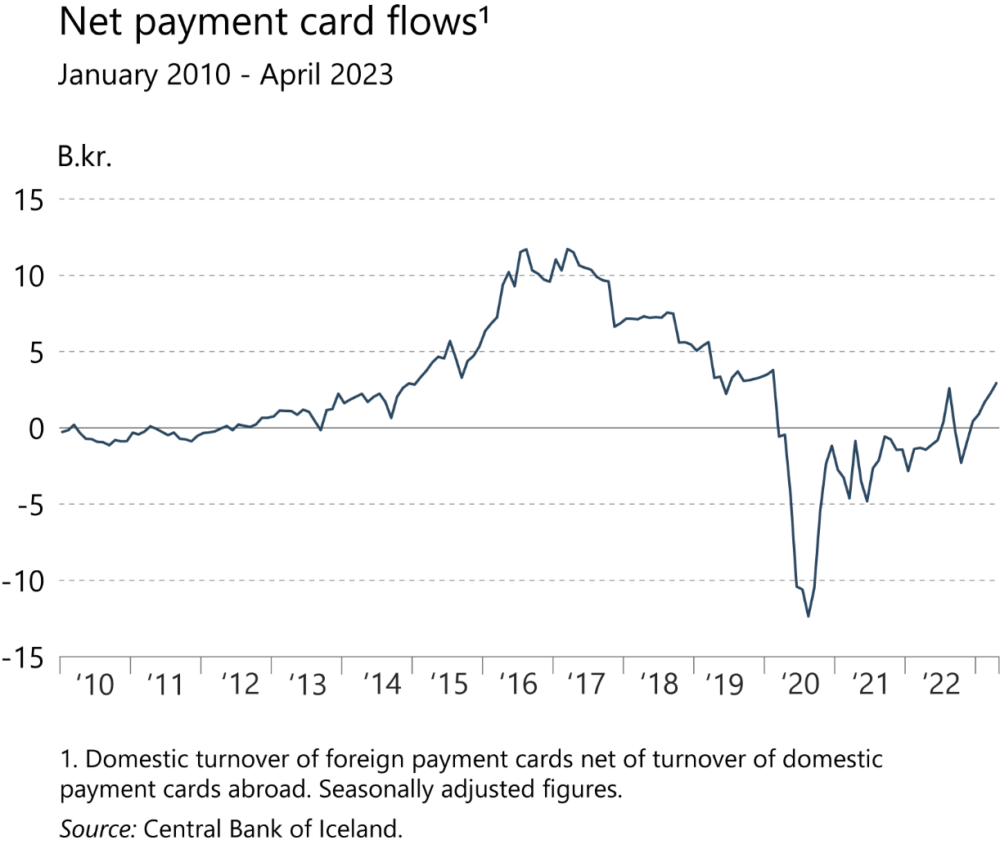 Net payment card flows¹
January 2010 - April 2023
B.kr.
15
10
5
0
-5
-10
-15
‘10 ‘11 ‘12 ‘13 ‘14 ‘15 ‘16 ‘17 ‘18 ‘19 ‘20 ‘21 ‘22
1. Domestic turnover of foreign payment cards net of turnover of domestic
payment cards abroad. Seasonally adjusted figures.
Source: Central Bank of Iceland.